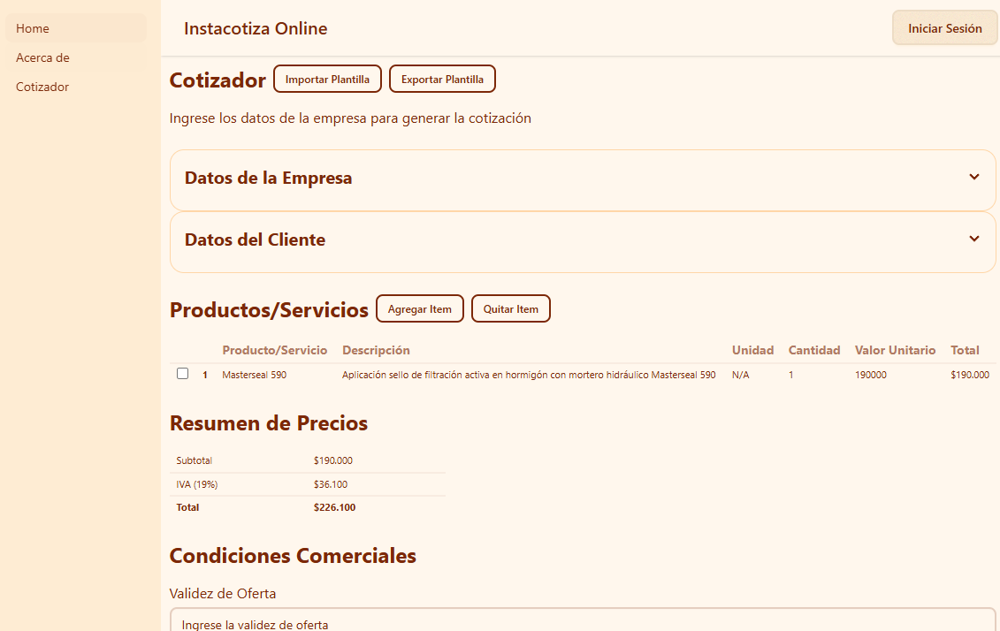 Home
Acerca de
Cotizador
Instacotiza Online
Iniciar Sesión
Cotizador
Importar Plantilla
Exportar Plantilla
Ingrese los datos de la empresa para generar la cotización
Datos de la Empresa
Datos del Cliente
Productos/Servicios
Agregar Item
Quitar Item
Producto/Servicio Descripción Unidad Cantidad Valor Unitario Total
1 Masterseal 590 Aplicación sello de filtración activa en hormigón con mortero hidráulico Masterseal 590 N/A 1 190000 $190.000
Resumen de Precios
Subtotal $190.000
IVA (19%) $36.100
Total $226.100
Condiciones Comerciales
Validez de Oferta
Ingrese la validez de oferta